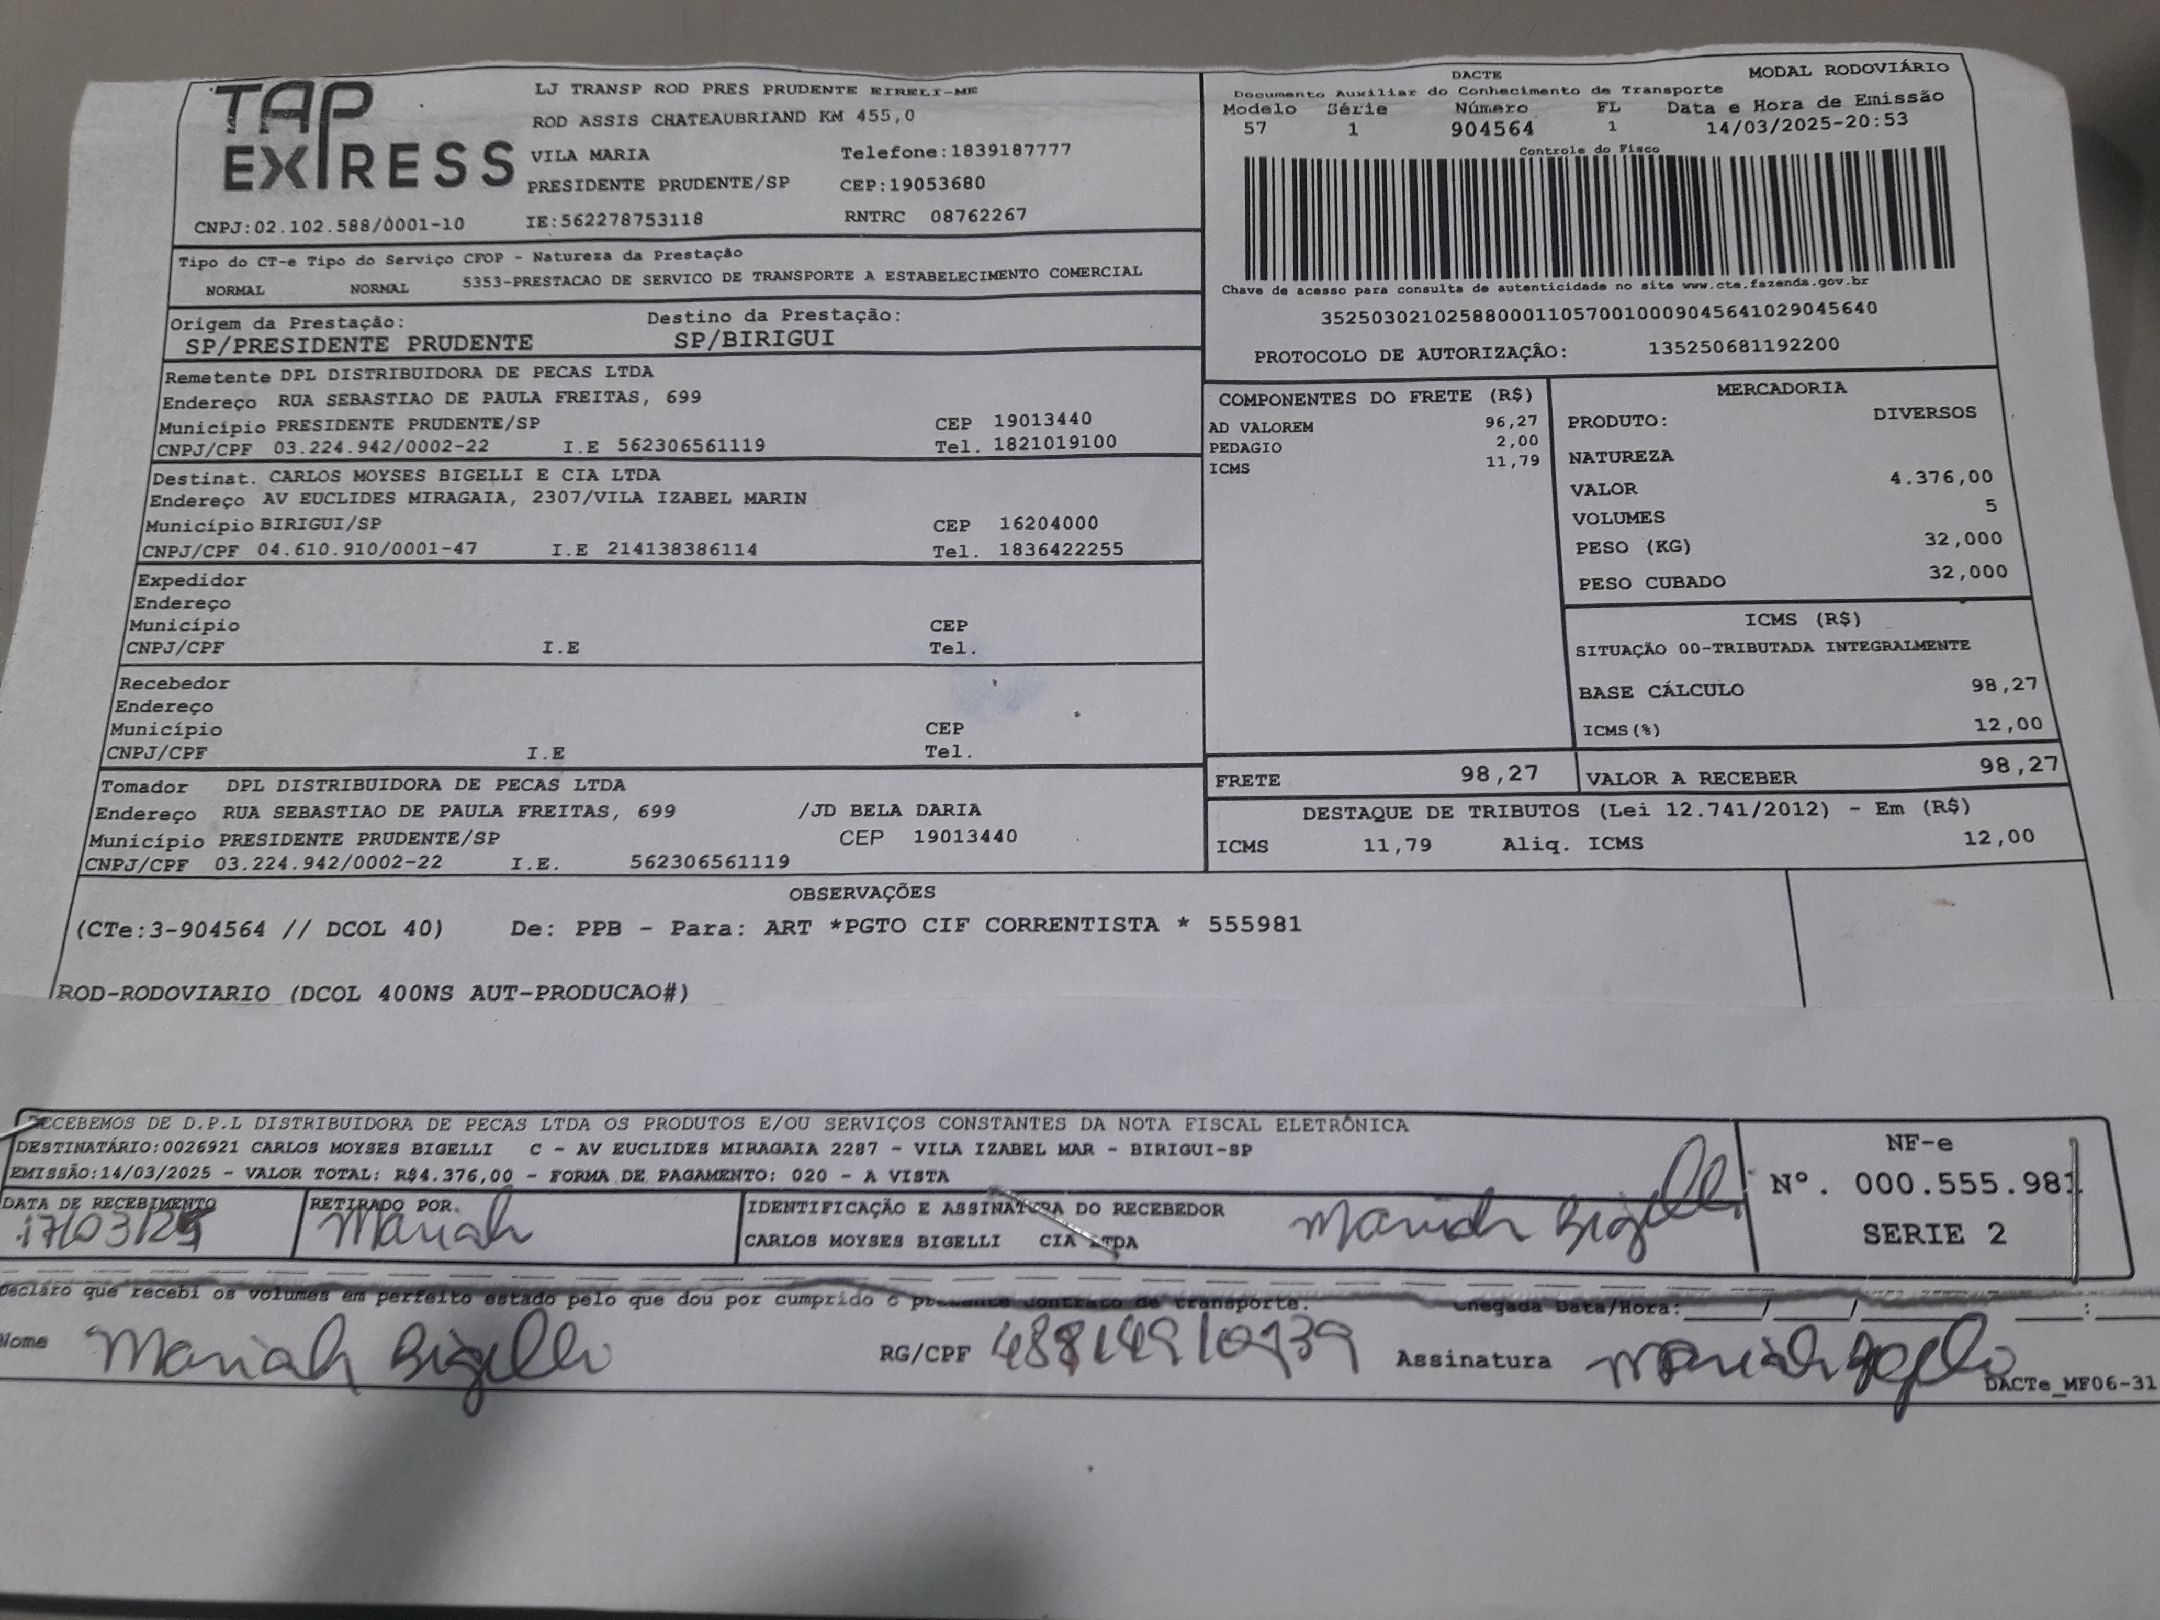 TAP
EXPRESS
CNPJ:02.102.588/0001-10
LJ TRANSP ROD PRES PRUDENTE EIRELI-ME
ROD ASSIS CHATEAUBRIAND KM 455,0
VILA MARIA Telefone:1839187777
PRESIDENTE PRUDENTE/SP CEP:19053680
IE:562278753118 RNTRC 08762267
DACTE MODAL RODOVIÁRIO
Documento Auxiliar do Conhecimento de Transporte
Modelo Série Número FL Data e Hora de Emissão
57 1 904564 1 14/03/2025-20:53
Controle do Fisco
Chave de acesso para consulta de autenticidade no site www.cte.fazenda.gov.br
35250302102588000110570010009045641029045640
PROTOCOLO DE AUTORIZAÇÃO: 135250681192200
Tipo do CT-e Tipo do Serviço CFOP - Natureza da Prestação
NORMAL NORMAL 5353-PRESTACAO DE SERVICO DE TRANSPORTE A ESTABELECIMENTO COMERCIAL
Origem da Prestação: Destino da Prestação:
SP/PRESIDENTE PRUDENTE SP/BIRIGUI
Remetente DPL DISTRIBUIDORA DE PECAS LTDA
Endereço RUA SEBASTIAO DE PAULA FREITAS, 699
Município PRESIDENTE PRUDENTE/SP CEP 19013440
CNPJ/CPF 03.224.942/0002-22 I.E 562306561119 Tel. 1821019100
Destinat. CARLOS MOYSES BIGELLI E CIA LTDA
Endereço AV EUCLIDES MIRAGAIA, 2307/VILA IZABEL MARIN
Município BIRIGUI/SP CEP 16204000
CNPJ/CPF 04.610.910/0001-47 I.E 214138386114 Tel. 1836422255
Expedidor
Endereço
Município CEP
CNPJ/CPF I.E Tel.
Recebedor
Endereço
Município CEP
CNPJ/CPF I.E Tel.
Tomador DPL DISTRIBUIDORA DE PECAS LTDA
Endereço RUA SEBASTIAO DE PAULA FREITAS, 699 /JD BELA DARIA
Município PRESIDENTE PRUDENTE/SP CEP 19013440
CNPJ/CPF 03.224.942/0002-22 I.E. 562306561119
COMPONENTES DO FRETE (R$)
AD VALOREM 96,27
PEDAGIO 2,00
ICMS 11,79
MERCADORIA
PRODUTO: DIVERSOS
NATUREZA
VALOR 4.376,00
VOLUMES 5
PESO (KG) 32,000
PESO CUBADO 32,000
ICMS (R$)
SITUAÇÃO 00-TRIBUTADA INTEGRALMENTE
BASE CÁLCULO 98,27
ICMS(%) 12,00
FRETE 98,27 VALOR A RECEBER 98,27
DESTAQUE DE TRIBUTOS (Lei 12.741/2012) - Em (R$)
ICMS 11,79 Aliq. ICMS 12,00
OBSERVAÇÕES
(CTe:3-904564 // DCOL 40) De: PPB - Para: ART *PGTO CIF CORRENTISTA * 555981
ROD-RODOVIARIO (DCOL 400NS AUT-PRODUCAO#)
RECEBEMOS DE D.P.L DISTRIBUIDORA DE PECAS LTDA OS PRODUTOS E/OU SERVIÇOS CONSTANTES DA NOTA FISCAL ELETRÔNICA
DESTINATÁRIO:0026921 CARLOS MOYSES BIGELLI C - AV EUCLIDES MIRAGAIA 2287 - VILA IZABEL MAR - BIRIGUI-SP
EMISSÃO:14/03/2025 - VALOR TOTAL: R$4.376,00 - FORMA DE PAGAMENTO: 020 - A VISTA
DATA DE RECEBIMENTO RETIRADO POR. IDENTIFICAÇÃO E ASSINATURA DO RECEBEDOR
17/03/25 Mariah CARLOS MOYSES BIGELLI CIA LTDA Mariah Bigelli
NF-e
Nº. 000.555.981
SERIE 2
Declaro que recebi os volumes em perfeito estado pelo que dou por cumprido o presente contrato de transporte. Chegada Data/Hora:____/____/____ ___:___
Nome Mariah Bigelli RG/CPF Assinatura Mariah Bigelli
DACTe_MF06-31